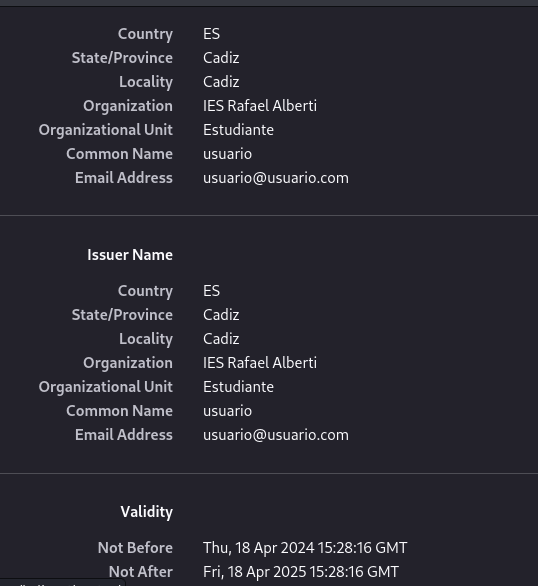 Country ES
State/Province Cadiz
Locality Cadiz
Organization IES Rafael Alberti
Organizational Unit Estudiante
Common Name usuario
Email Address usuario@usuario.com
Issuer Name
Country ES
State/Province Cadiz
Locality Cadiz
Organization IES Rafael Alberti
Organizational Unit Estudiante
Common Name usuario
Email Address usuario@usuario.com
Validity
Not Before Thu, 18 Apr 2024 15:28:16 GMT
Not After Fri, 18 Apr 2025 15:28:16 GMT